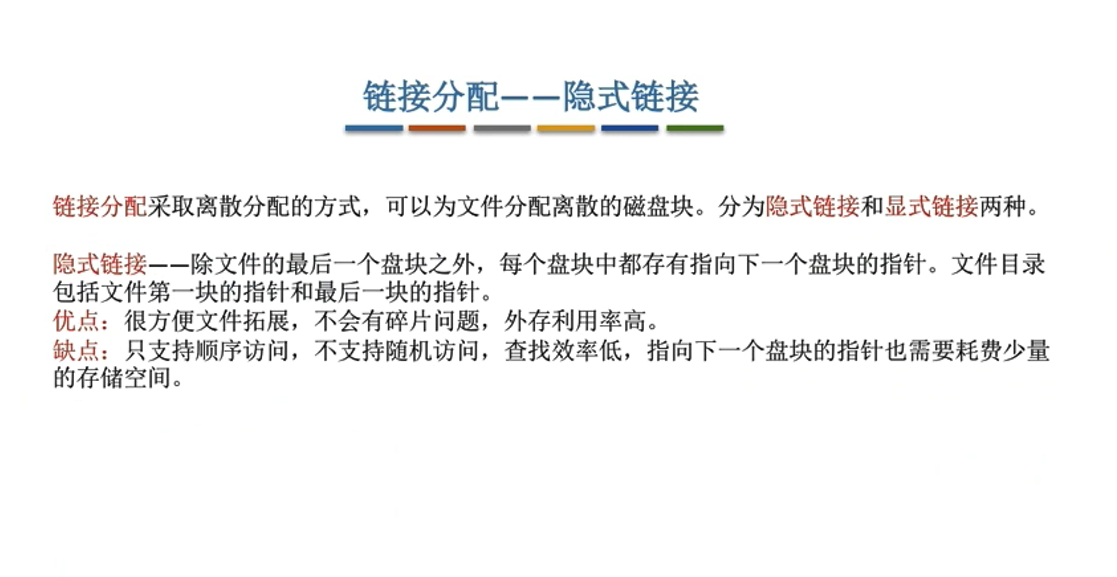 链接分配——隐式链接
链接分配采取离散分配的方式，可以为文件分配离散的磁盘块。分为隐式链接和显式链接两种。
隐式链接——除文件的最后一个盘块之外，每个盘块中都存有指向下一个盘块的指针。文件目录
包括文件第一块的指针和最后一块的指针。
优点：很方便文件拓展，不会有碎片问题，外存利用率高。
缺点：只支持顺序访问，不支持随机访问，查找效率低，指向下一个盘块的指针也需要耗费少量
的存储空间。